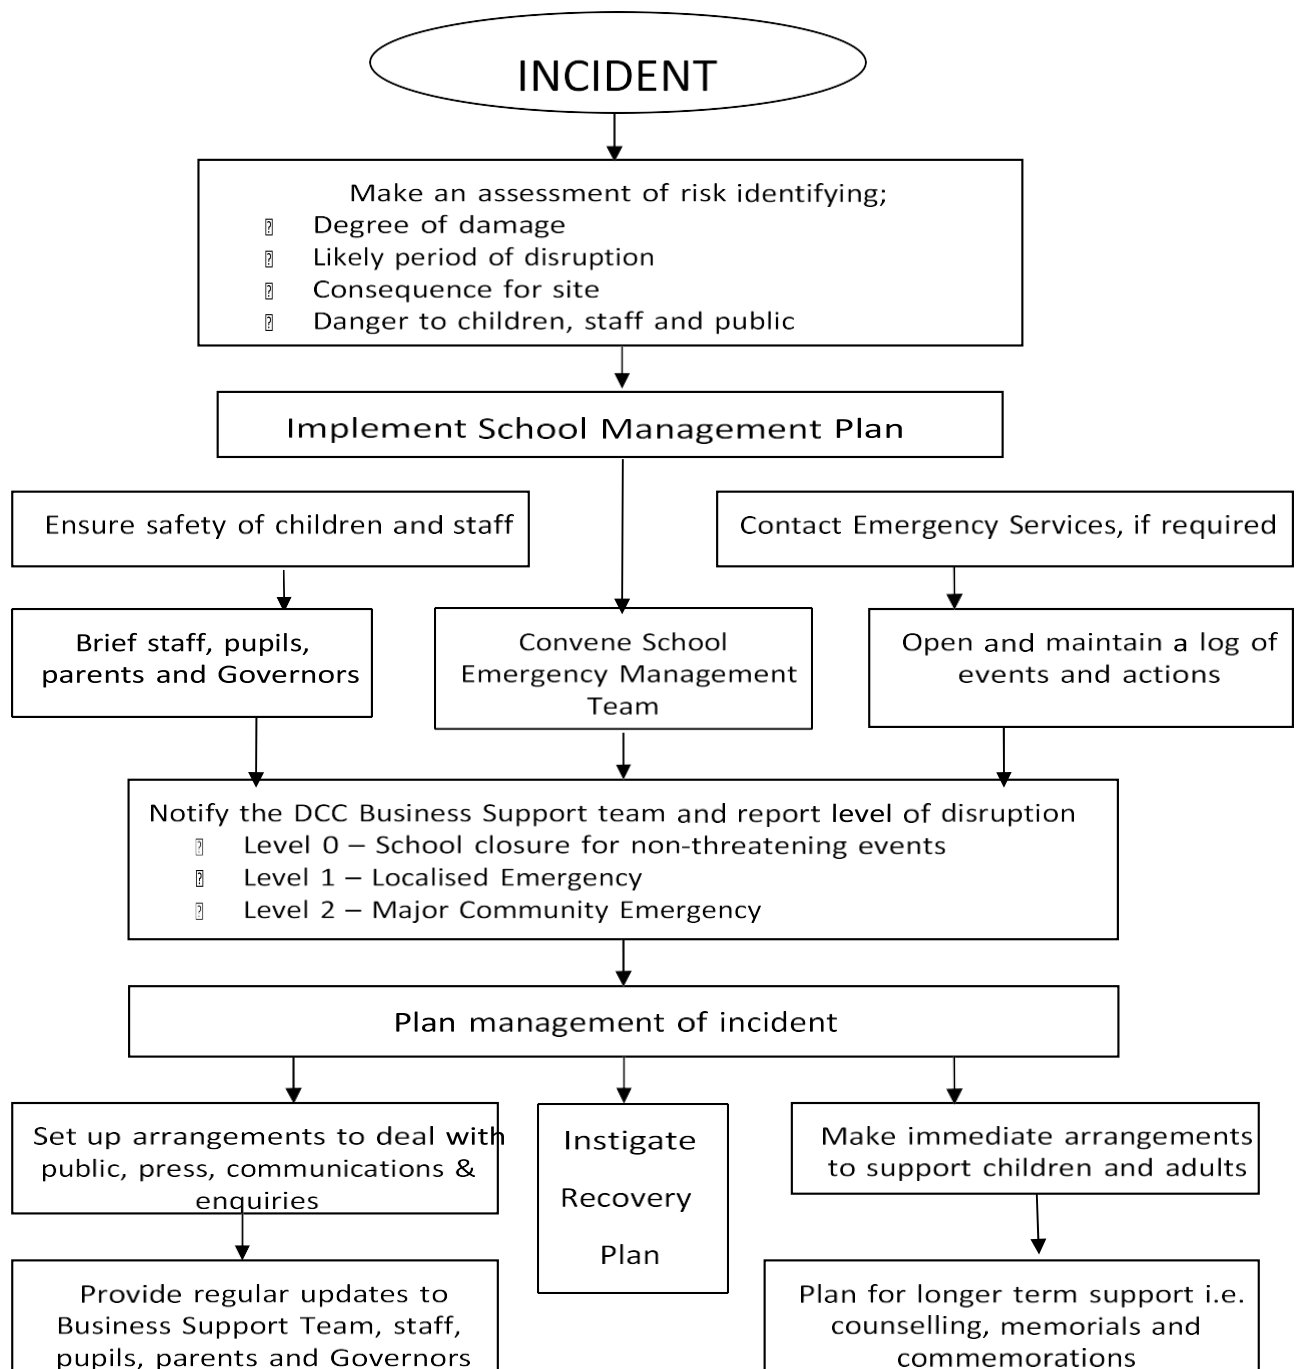 INCIDENT
Make an assessment of risk identifying;
Degree of damage
Likely period of disruption
Consequence for site
Danger to children, staff and public
Implement School Management Plan
Ensure safety of children and staff
Contact Emergency Services, if required
Brief staff, pupils,
parents and Governors
Convene School
Emergency Management
Team
Open and maintain a log of
events and actions
Notify the DCC Business Support team and report level of disruption
Level 0 – School closure for non-threatening events
Level 1 – Localised Emergency
Level 2 – Major Community Emergency
Plan management of incident
Set up arrangements to deal with
public, press, communications &
enquiries
Instigate
Recovery
Plan
Make immediate arrangements
to support children and adults
Provide regular updates to
Business Support Team, staff,
pupils, parents and Governors
Plan for longer term support i.e.
counselling, memorials and
commemorations